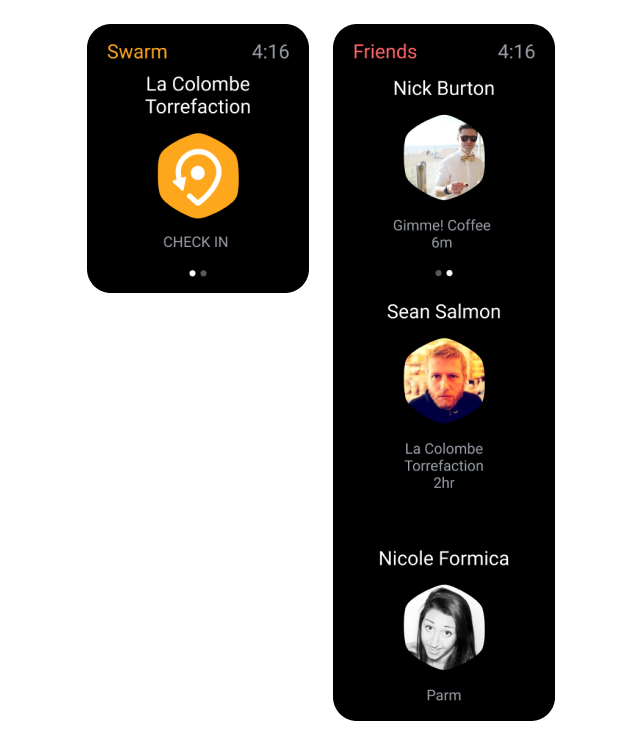 Swarm 4:16
La Colombe
Torrefaction
CHECK IN
Friends 4:16
Nick Burton
Gimme! Coffee
6m
Sean Salmon
La Colombe
Torrefaction
2hr
Nicole Formica
Parm